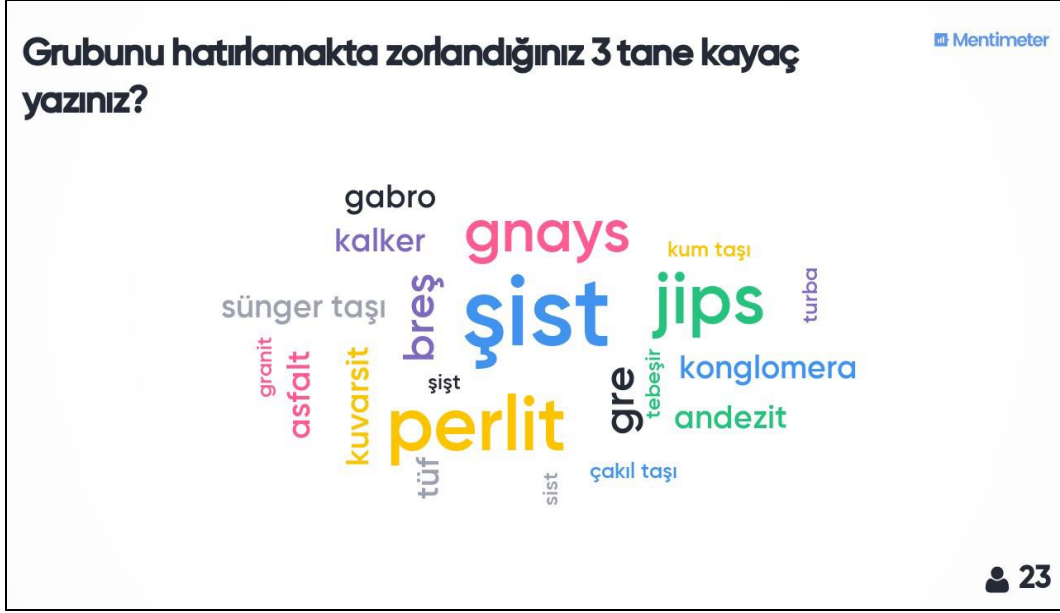 Grubunu hatırlamakta zorlandığınız 3 tane kayaç
yazınız?
Mentimeter
gabro
kalker
gnays
kum taşı
sünger taşı
breş
şist
jips
turba
granit
asfalt
kuvarsit
şişt
perlit
gre
tebeşir
konglomera
andezit
tüf
sist
çakıl taşı
23